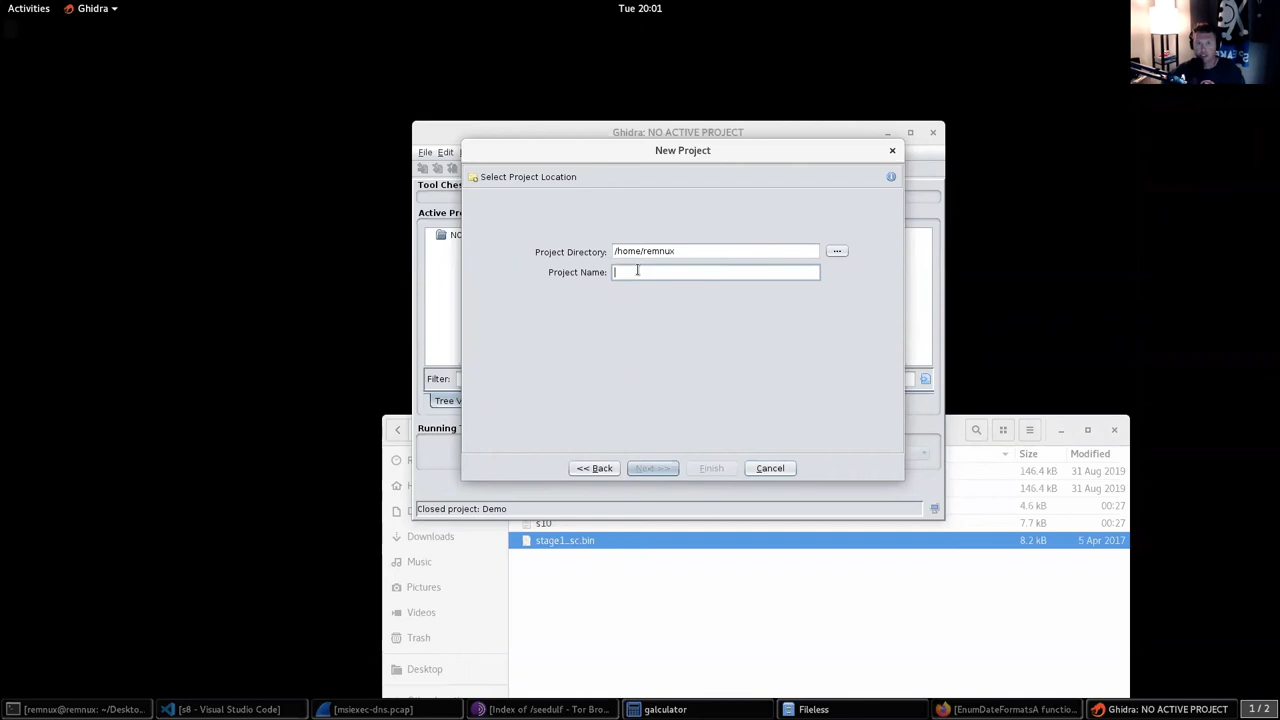 Activities Ghidra Tue 20:01
Ghidra: NO ACTIVE PROJECT
File Edit
New Project
Select Project Location
Tool Ches
Active Pr
NO
Project Directory: /home/remnux ...
Project Name:
Filter:
Tree V
Running T
<< Back Next >> Finish Cancel
Closed project: Demo
Size Modified
146.4 kB 31 Aug 2019
146.4 kB 31 Aug 2019
4.6 kB 00:27
s10 7.7 kB 00:27
stage1_sc.bin 8.2 kB 5 Apr 2017
Downloads
Music
Pictures
Videos
Trash
Desktop
[remnux@remnux: ~/Deskto... [s8 - Visual Studio Code] [msiexec-dns.pcap] [Index of /seedulf - Tor Bro... galculator Fileless [EnumDateFormatsA functio... Ghidra: NO ACTIVE PROJECT 1 / 2